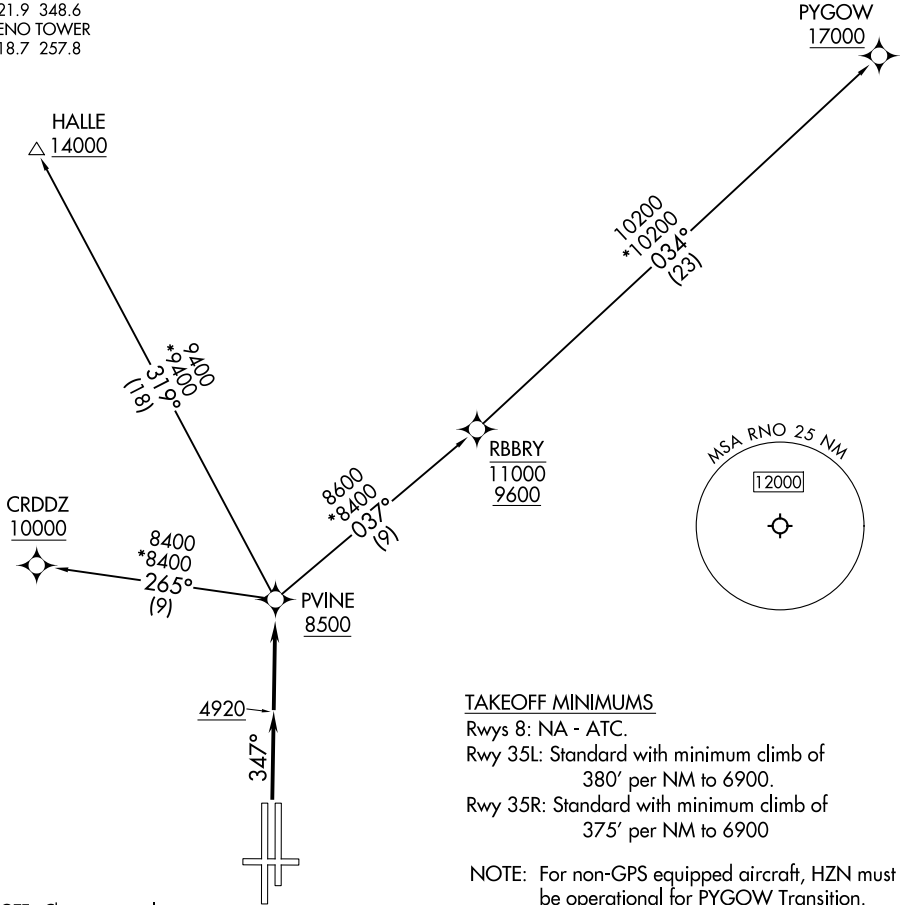 21.9 348.6
ENO TOWER
18.7 257.8
PYGOW
17000
HALLE
14000
10200
*10200
034°
(23)
9400
*9400
319°
(18)
RBBRY
11000
9600
MSA RNO 25 NM
12000
8600
*8400
037°
(9)
CRDDZ
10000
8400
*8400
265°
(9)
PVINE
8500
4920
347°
TAKEOFF MINIMUMS
Rwys 8: NA - ATC.
Rwy 35L: Standard with minimum climb of
380' per NM to 6900.
Rwy 35R: Standard with minimum climb of
375' per NM to 6900
NOTE: For non-GPS equipped aircraft, HZN must
be operational for PYGOW Transition.